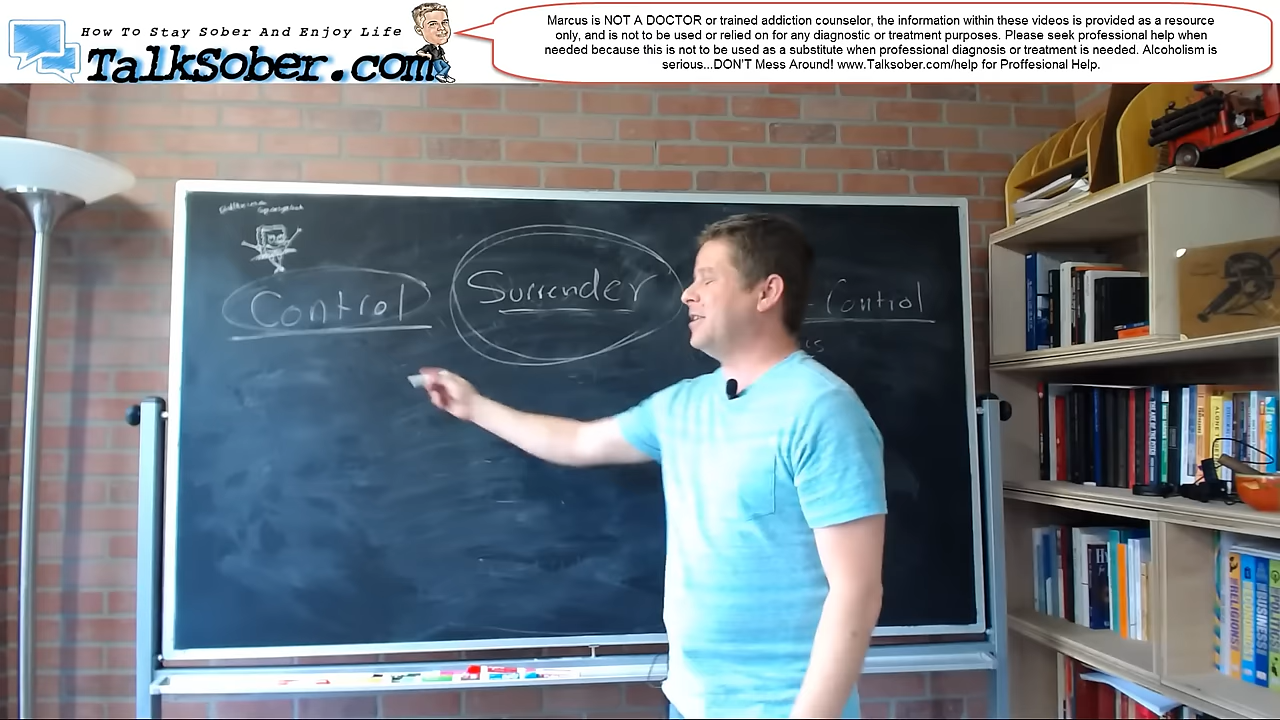 How To Stay Sober And Enjoy Life
TalkSober.com
Marcus is NOT A DOCTOR or trained addiction counselor, the information within these videos is provided as a resource
only, and is not to be used or relied on for any diagnostic or treatment purposes. Please seek professional help when
needed because this is not to be used as a substitute when professional diagnosis or treatment is needed. Alcoholism is
serious...DON'T Mess Around! www.Talksober.com/help for Proffesional Help.
Control
Surrender
- Control
RELIGIONS
ECONOMICS
BUSINESS